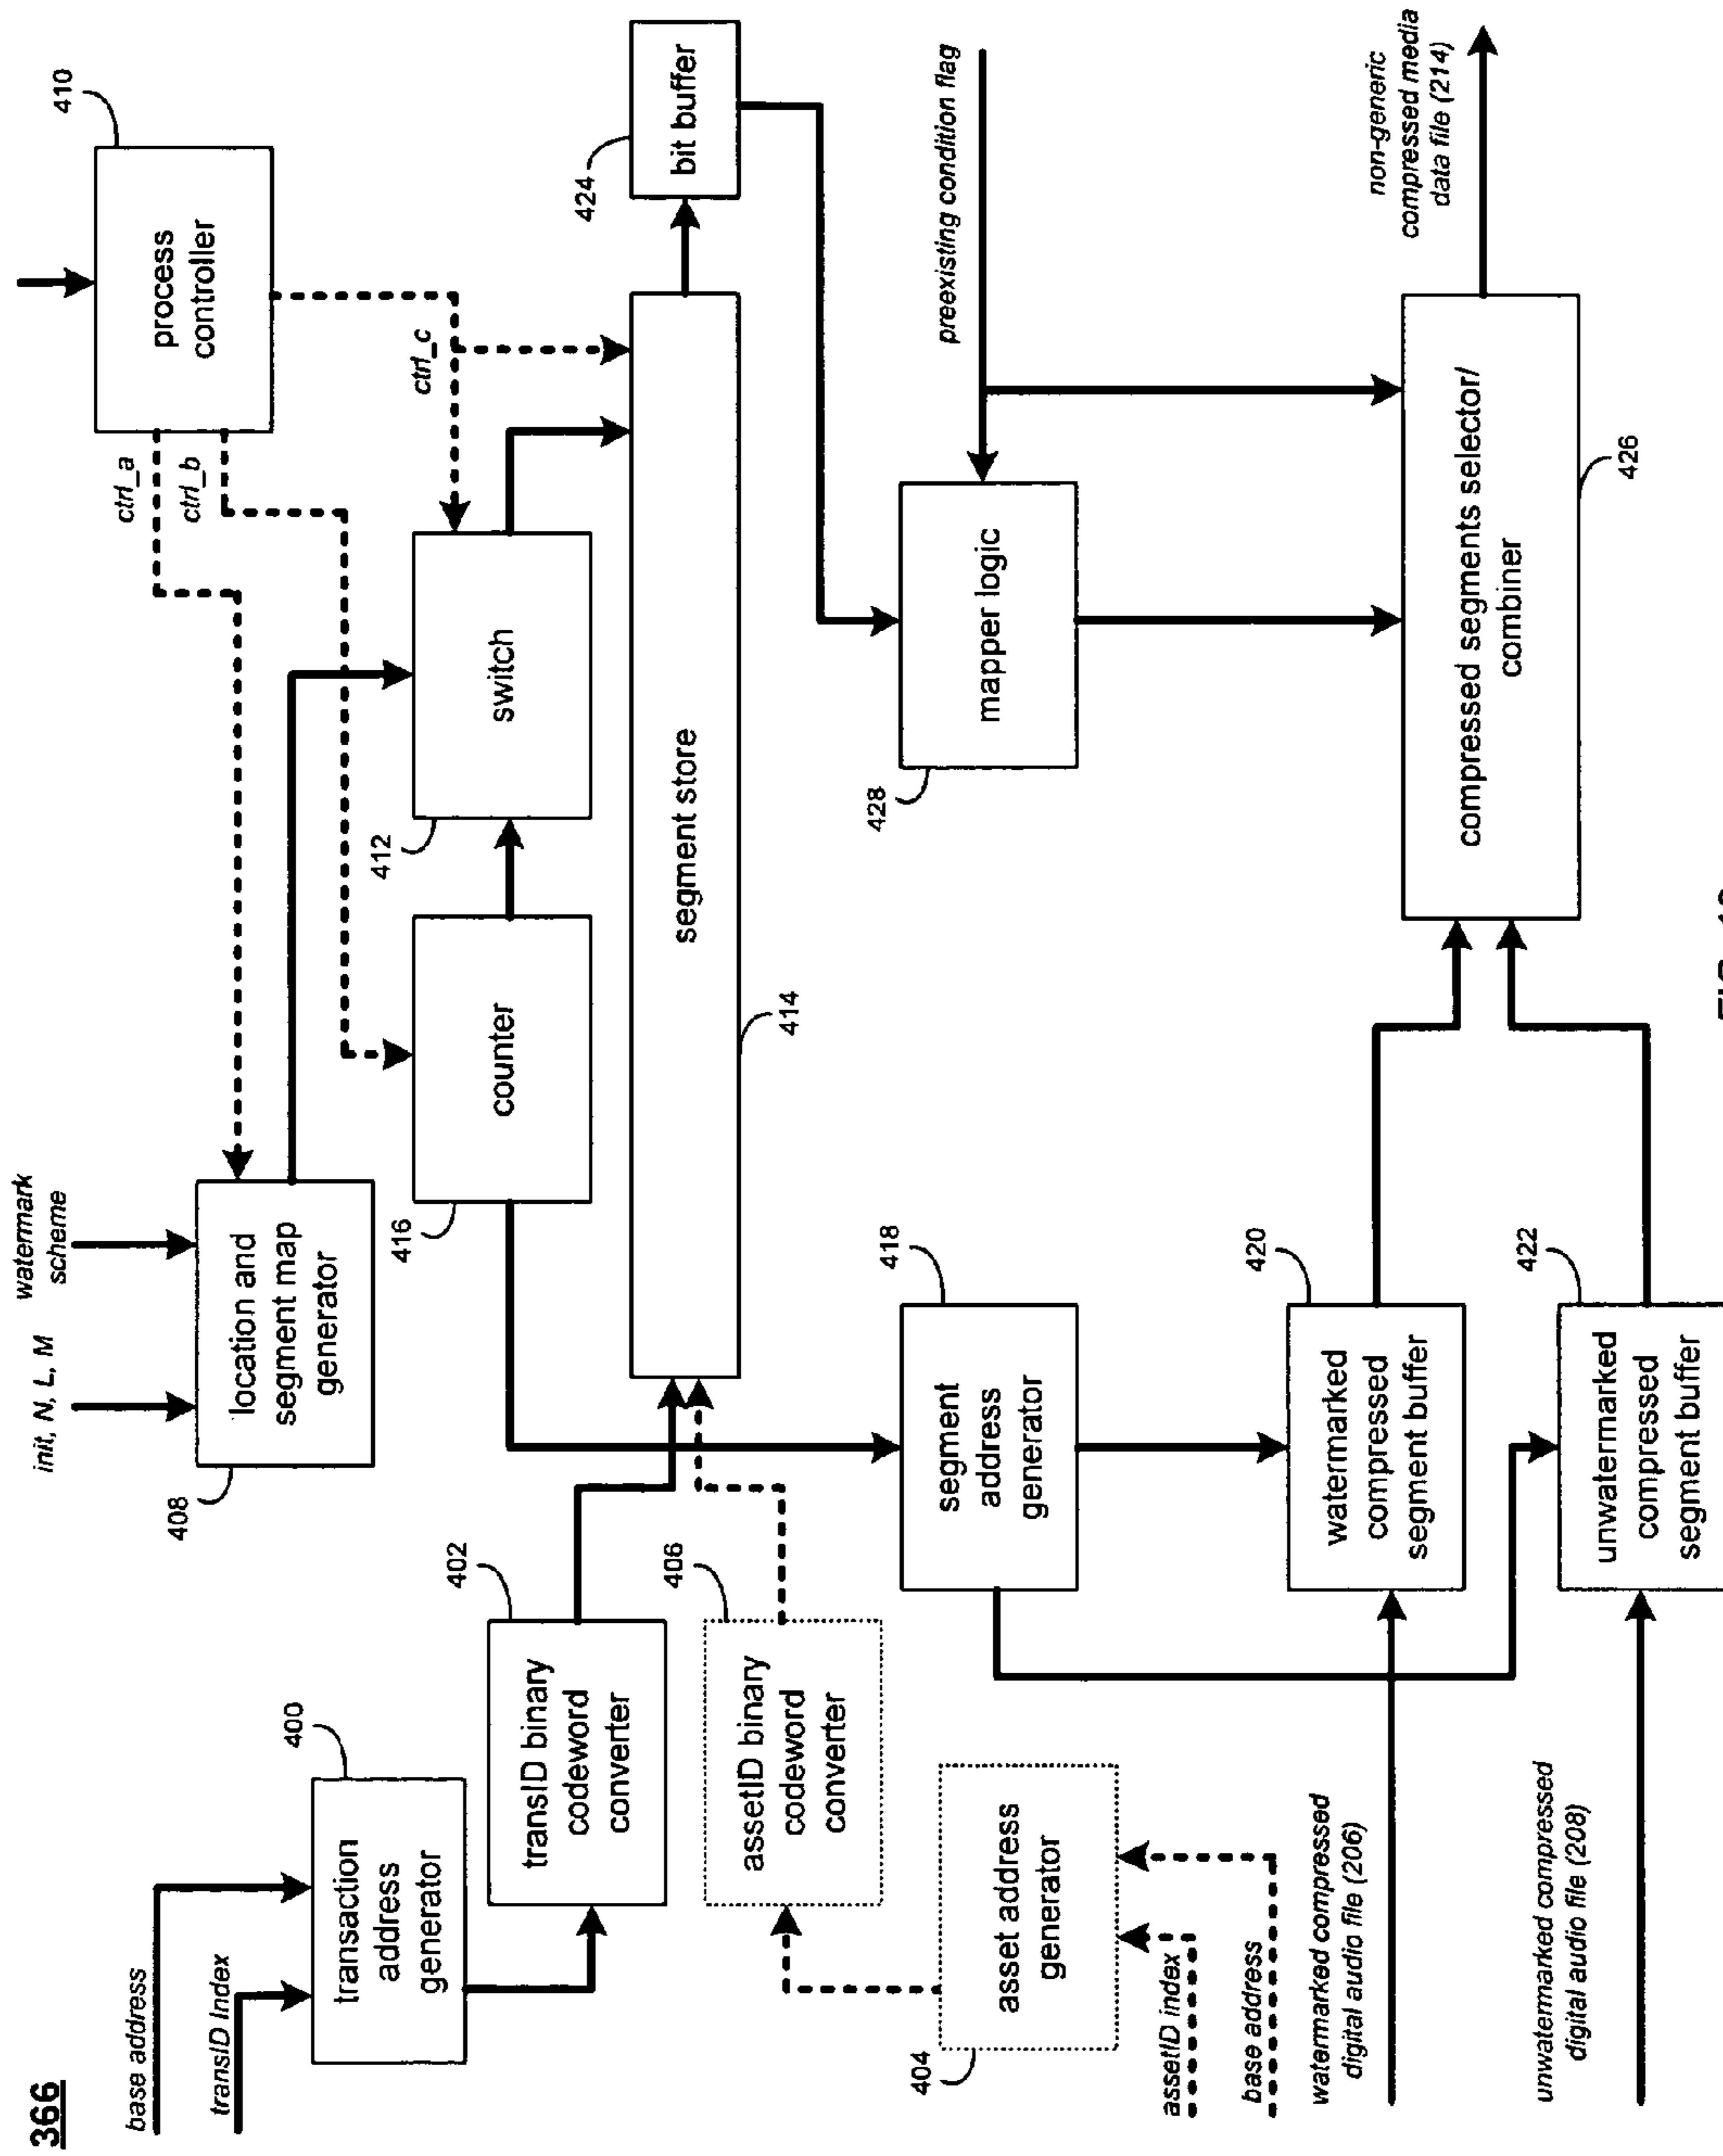 366
base address
transID Index
transaction
address
generator
400
transID binary
codeword
converter
402
assetID binary
codeword
converter
406
asset address
generator
404
assetID index
base address
watermarked compressed
digital audio file (206)
unwatermarked compressed
digital audio file (208)
init, N, L, M
watermark
scheme
location and
segment map
generator
408
process
controller
410
ctrl_a
ctrl_b
ctrl_c
switch
412
counter
416
segment store
414
bit buffer
424
segment
address
generator
418
watermarked
compressed
segment buffer
420
unwatermarked
compressed
segment buffer
422
preexisting condition flag
mapper logic
428
compressed segments selector/
combiner
426
non-generic
compressed media
data file (214)